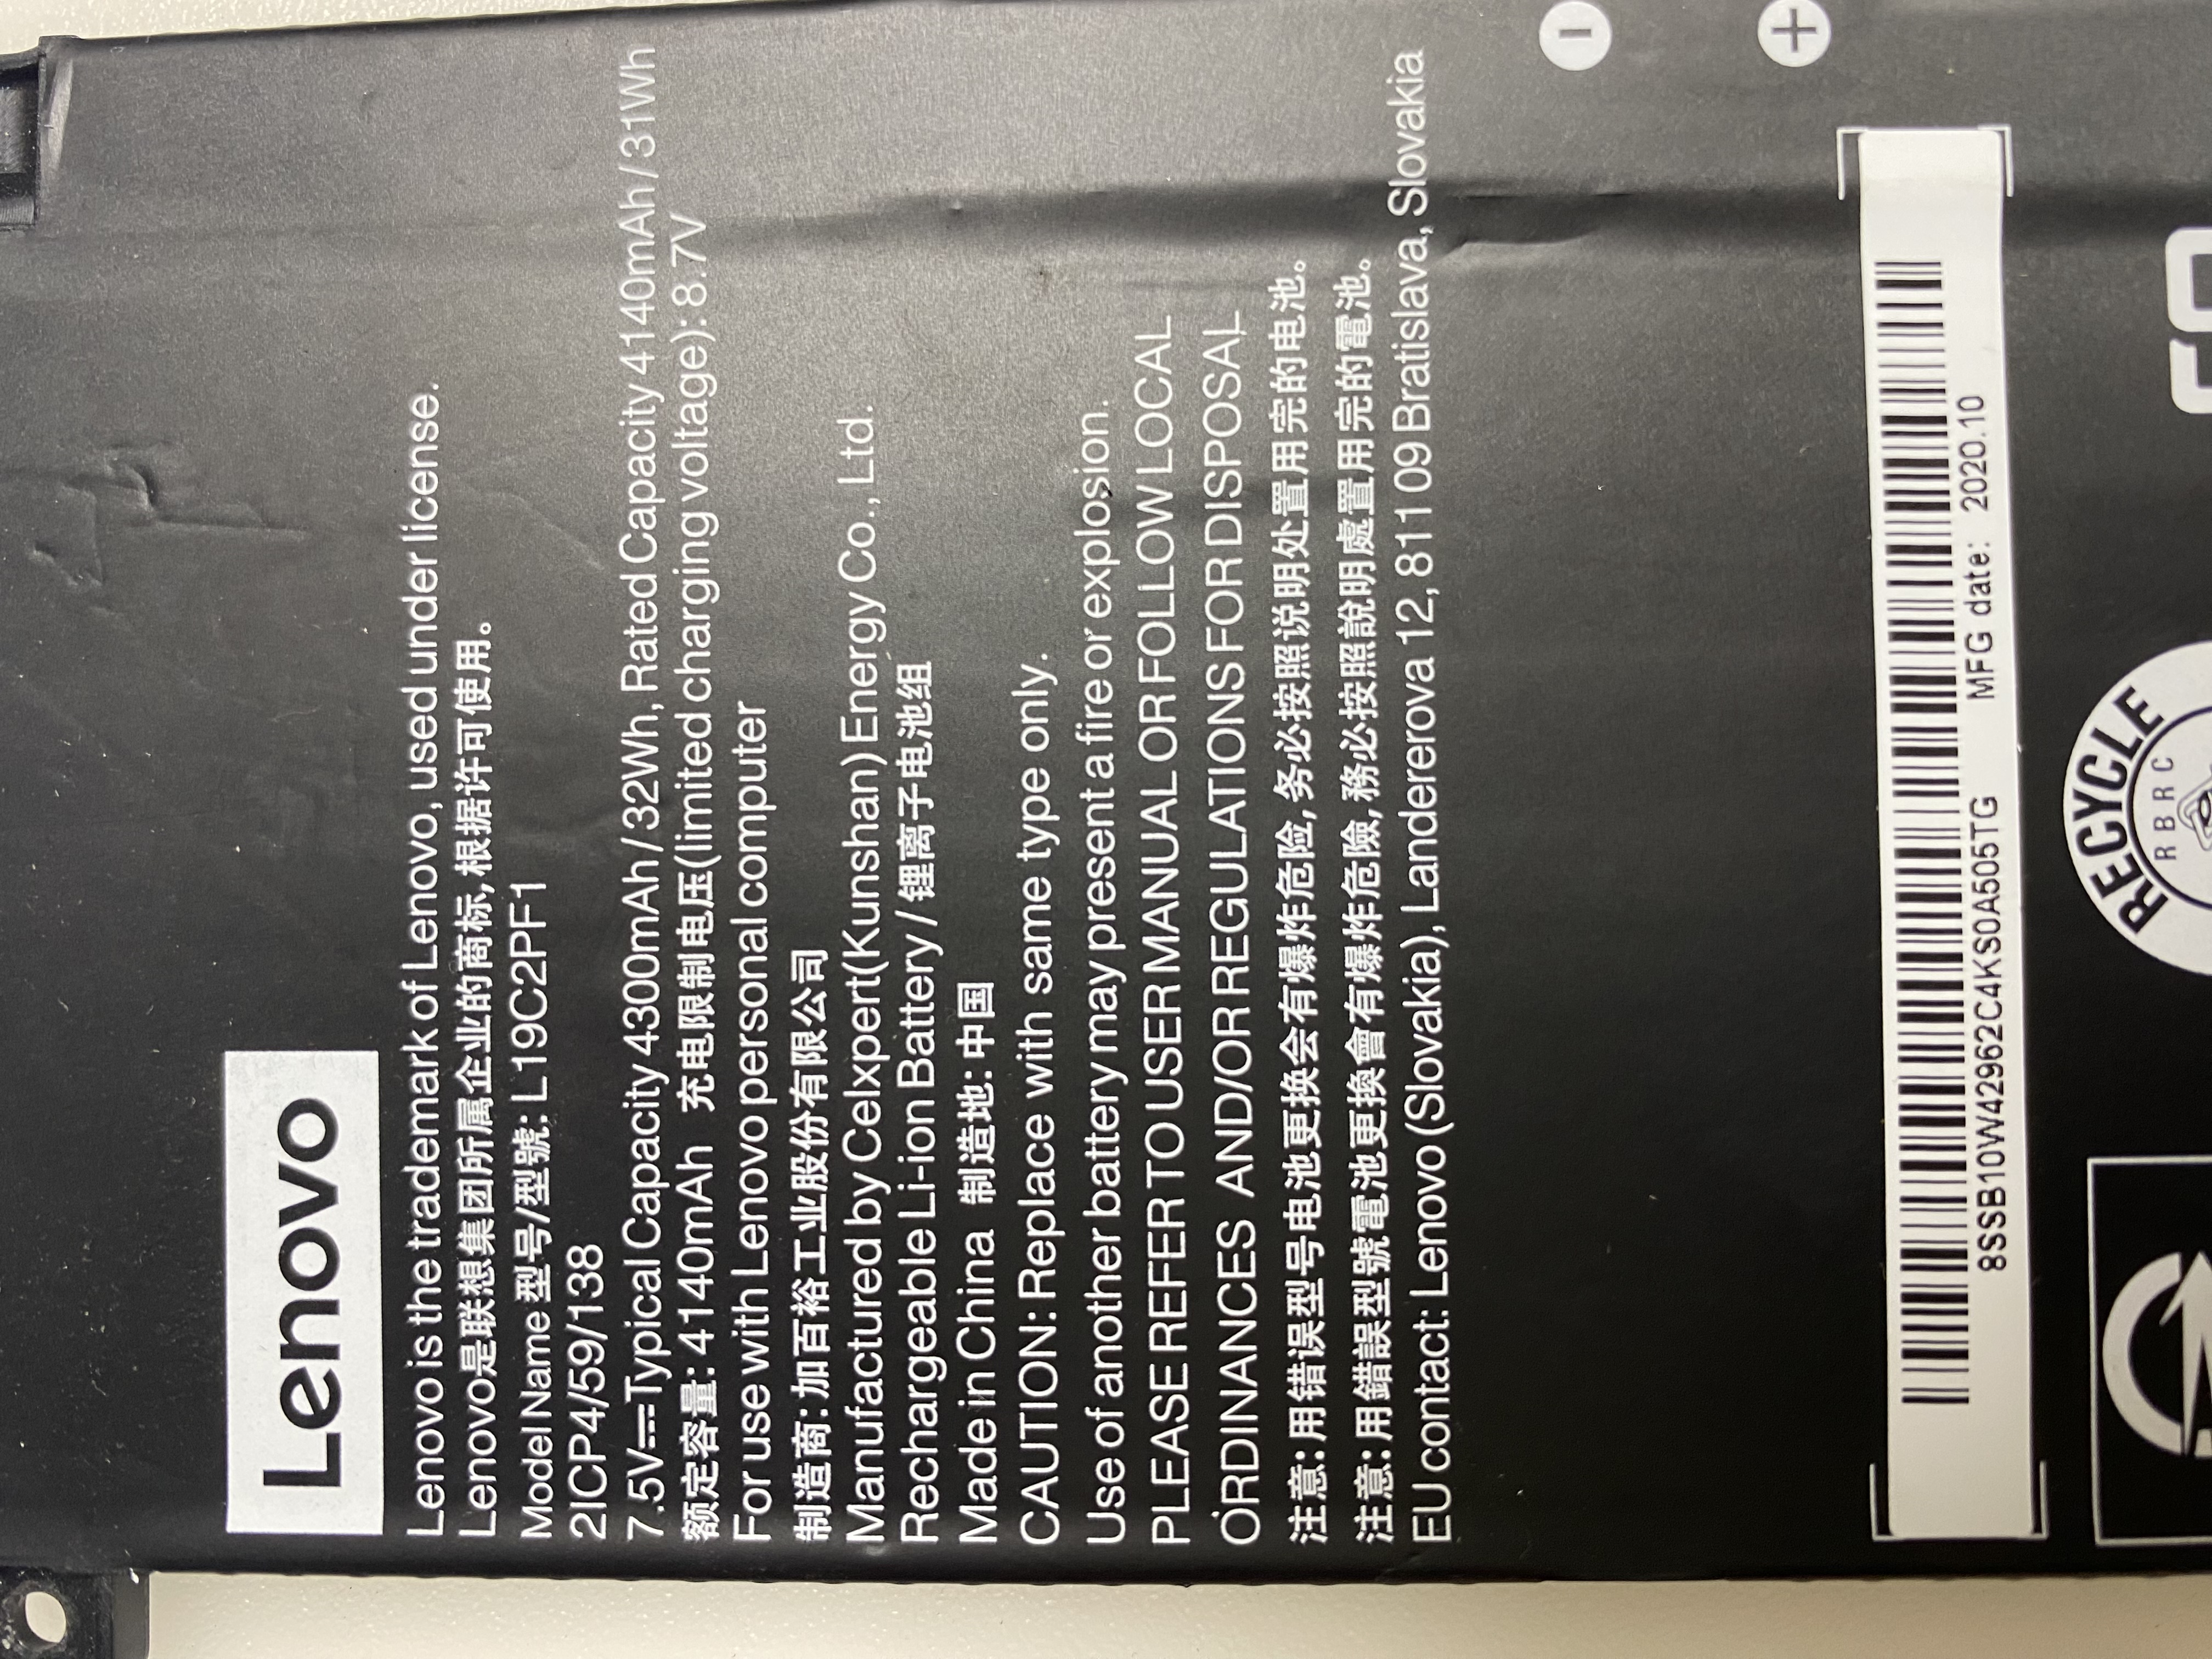 Lenovo
Lenovo is the trademark of Lenovo, used under license.
Lenovo是联想集团所属企业的商标,根据许可可使用。
Model Name 型号/型號: L19C2PF1
2ICP4/59/138
7.5V⎓Typical Capacity 4300mAh/32Wh, Rated Capacity 4140mAh/31Wh
额定容量: 4140mAh 充电限制电压(limited charging voltage): 8.7V
For use with Lenovo personal computer
制造商: 加百裕工业股份有限公司
Manufactured by Celxpert(Kunshan) Energy Co., Ltd.
Rechargeable Li-ion Battery / 锂离子电池组
Made in China 制造地: 中国
CAUTION: Replace with same type only.
Use of another battery may present a fire or explosion.
PLEASE REFER TO USER MANUAL OR FOLLOW LOCAL
ORDINANCES AND/OR REGULATIONS FOR DISPOSAL
注意: 用错误型号电池更换会有爆炸危险,务必按照说明处置用完的电池。
注意: 用錯誤型號電池更換會有爆炸危險,務必按照說明處置用完的電池。
EU contact: Lenovo (Slovakia), Landererova 12, 811 09 Bratislava, Slovakia
- +
8SSB10W42962C4KS0A505TG MFG date: 2020.10
RECYCLE
RBRC